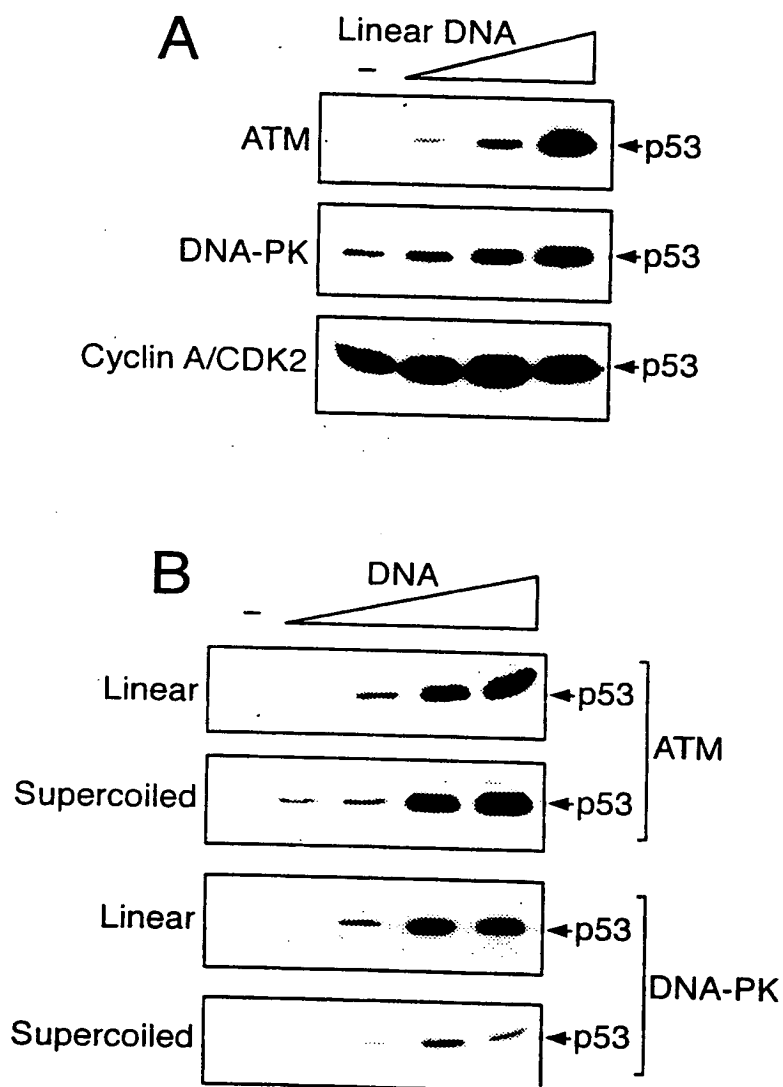 A
Linear DNA
–
ATM
p53
DNA-PK
p53
Cyclin A/CDK2
p53
B
DNA
–
Linear
p53
Supercoiled
p53
ATM
Linear
p53
Supercoiled
p53
DNA-PK